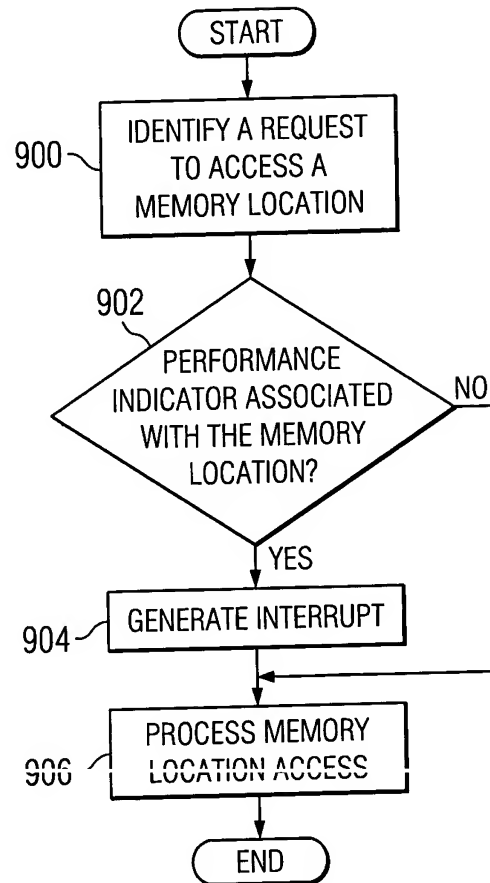 START
900
IDENTIFY A REQUEST
TO ACCESS A
MEMORY LOCATION
902
PERFORMANCE
INDICATOR ASSOCIATED
WITH THE MEMORY
LOCATION?
NO
YES
904
GENERATE INTERRUPT
906
PROCESS MEMORY
LOCATION ACCESS
END